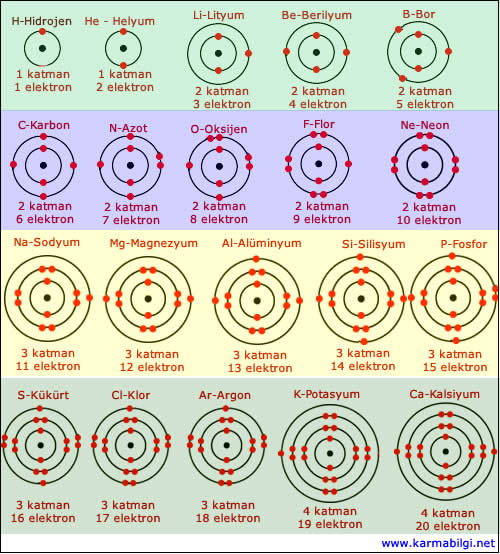 H-Hidrojen
He - Helyum
Li-Lityum
Be-Berilyum
B-Bor
1 katman
1 elektron
1 katman
2 elektron
2 katman
3 elektron
2 katman
4 elektron
2 katman
5 elektron
C-Karbon
N-Azot
O-Oksijen
F-Flor
Ne-Neon
2 katman
6 elektron
2 katman
7 elektron
2 katman
8 elektron
2 katman
9 elektron
2 katman
10 elektron
Na-Sodyum
Mg-Magnezyum
Al-Alüminyum
Si-Silisyum
P-Fosfor
3 katman
11 elektron
3 katman
12 elektron
3 katman
13 elektron
3 katman
14 elektron
3 katman
15 elektron
S-Kükürt
Cl-Klor
Ar-Argon
K-Potasyum
Ca-Kalsiyum
3 katman
16 elektron
3 katman
17 elektron
3 katman
18 elektron
4 katman
19 elektron
4 katman
20 elektron
www.karmabilgi.net